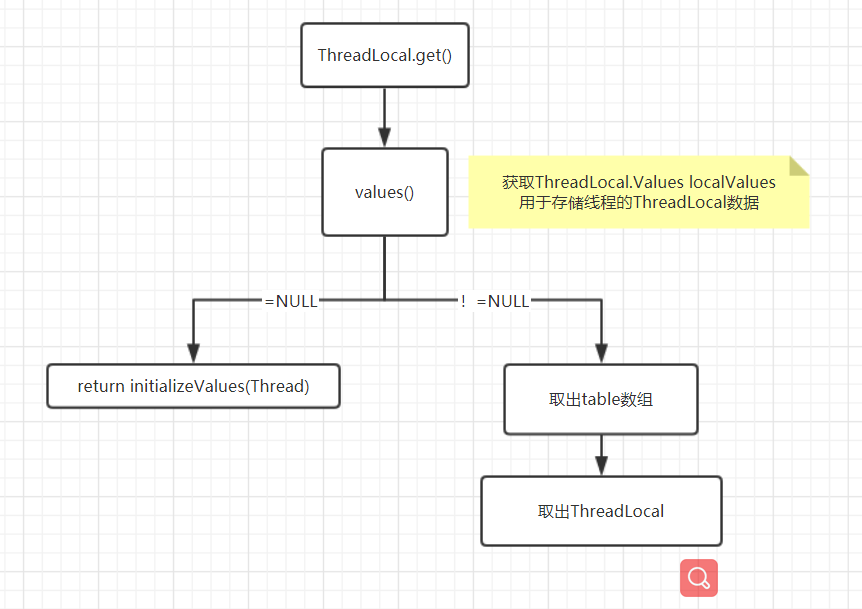 ThreadLocal.get()
values()
获取ThreadLocal.Values localValues
用于存储线程的ThreadLocal数据
=NULL
！=NULL
return initializeValues(Thread)
取出table数组
取出ThreadLocal